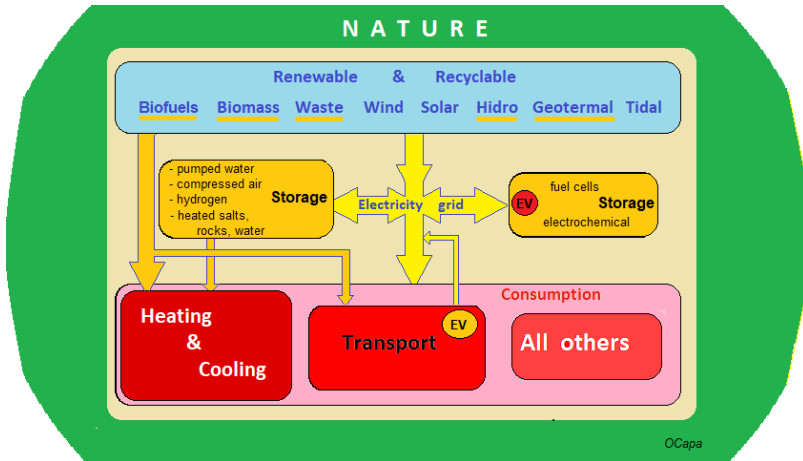 N A T U R E
Renewable & Recyclable
Biofuels Biomass Waste Wind Solar Hidro Geotermal Tidal
- pumped water
- compressed air
- hydrogen
- heated salts,
rocks, water
Storage
Electricity grid
fuel cells
EV
Storage
electrochemical
Consumption
Heating
&
Cooling
Transport
EV
All others
OCapa